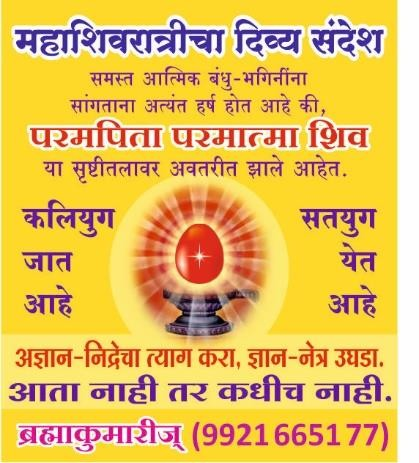 महाशिवरात्रीचा दिव्य संदेश
समस्त आत्मिक बंधु-भगिनींना
सांगताना अत्यंत हर्ष होत आहे की,
परमपिता परमात्मा शिव
या सृष्टीतलावर अवतरीत झाले आहेत.
कलियुग
जात
आहे
सतयुग
येत
आहे
अज्ञान-निद्रेचा त्याग करा, ज्ञान-नेत्र उघडा.
आता नाही तर कधीच नाही.
ब्रह्माकुमारीज् (9921665177)